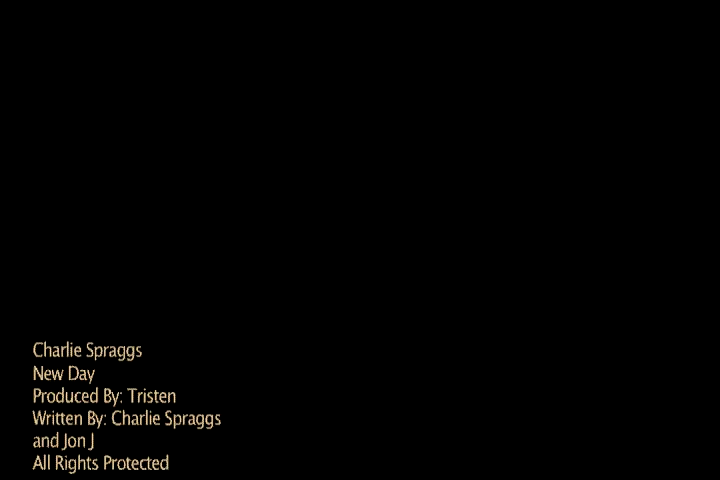 Charlie Spraggs
New Day
Produced By: Tristen
Written By: Charlie Spraggs
and Jon J
All Rights Protected